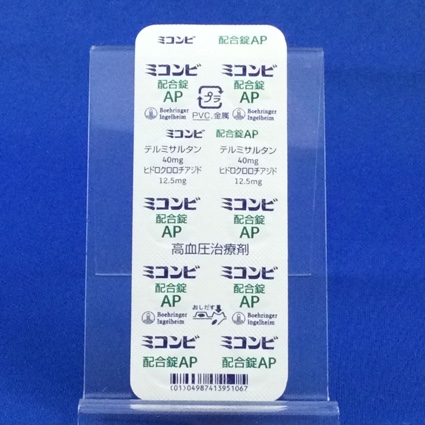 ミコンビ 配合錠AP
ミコンビ ミコンビ
配合錠 配合錠
AP AP
Boehringer Ingelheim プラ Boehringer Ingelheim
PVC, 金属
ミコンビ 配合錠AP
テルミサルタン テルミサルタン
40mg 40mg
ヒドロクロロチアジド ヒドロクロロチアジド
12.5mg 12.5mg
ミコンビ ミコンビ
配合錠 配合錠
AP AP
高血圧治療剤
ミコンビ ミコンビ
配合錠 配合錠
AP おしだす AP
Boehringer Boehringer
Ingelheim Ingelheim
ミコンビ ミコンビ
配合錠AP 配合錠AP
(01)04987413951067